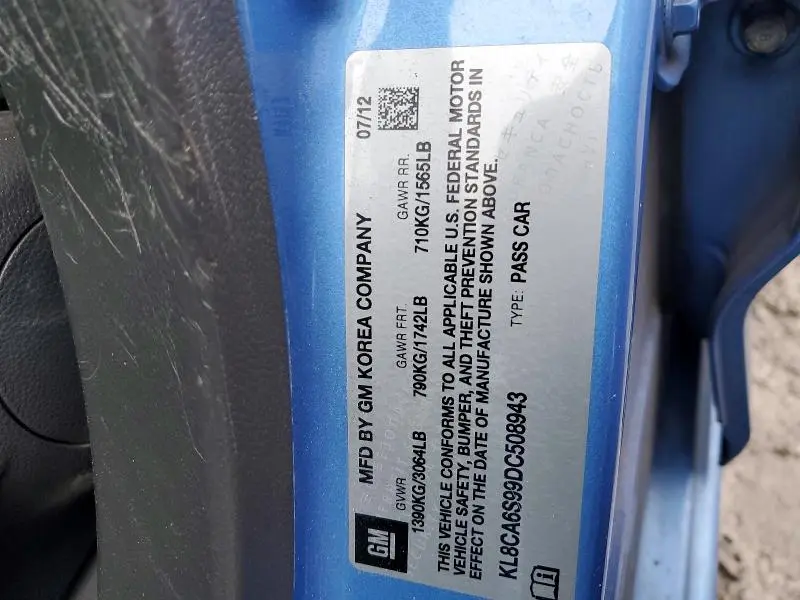 MFD BY GM KOREA COMPANY 07/12
GVWR GAWR FRT. GAWR RR.
1390KG/3064LB 790KG/1742LB 710KG/1565LB
THIS VEHICLE CONFORMS TO ALL APPLICABLE U.S. FEDERAL MOTOR
VEHICLE SAFETY, BUMPER, AND THEFT PREVENTION STANDARDS IN
EFFECT ON THE DATE OF MANUFACTURE SHOWN ABOVE.
KL8CA6S99DC508943 TYPE: PASS CAR
GM